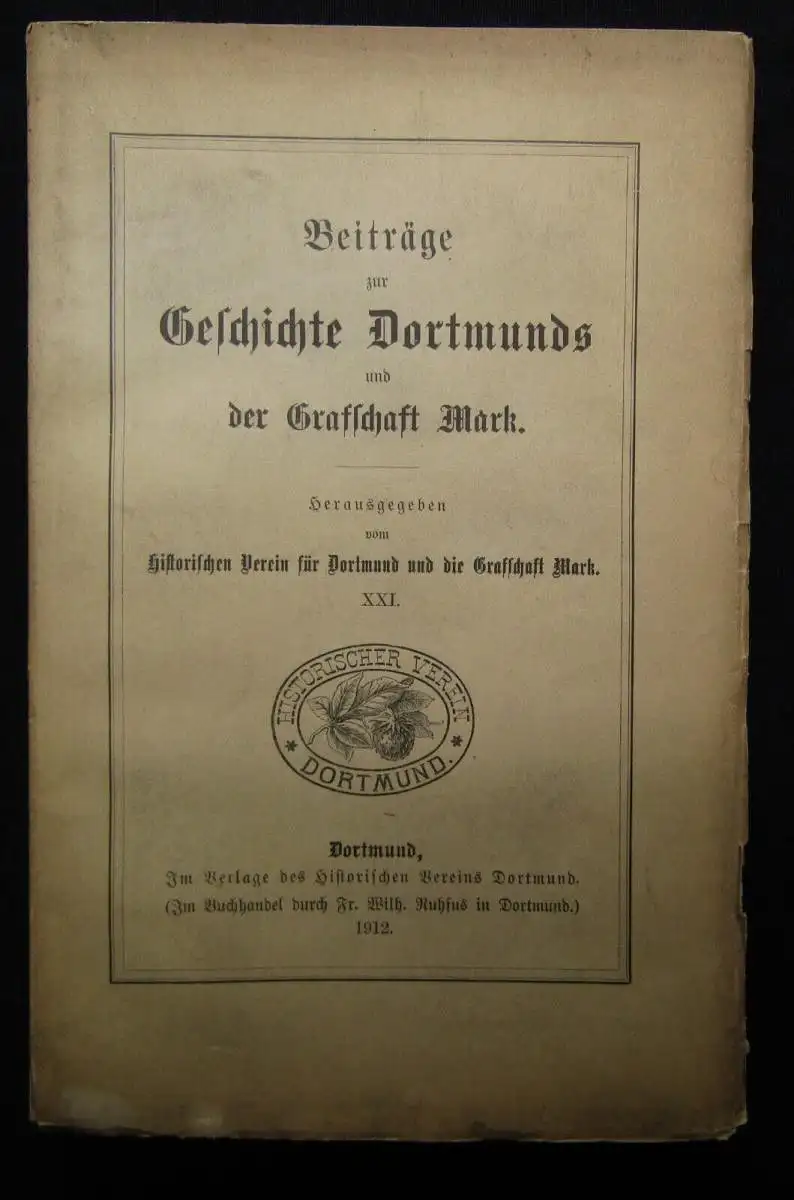 Beiträge
zur
Geschichte Dortmunds
und
der Grafschaft Mark.
Herausgegeben
vom
Historischen Verein für Dortmund und die Grafschaft Mark.
XXI.
HISTORISCHER VEREIN
* DORTMUND. *
Dortmund,
Im Verlage des Historischen Vereins Dortmund.
(Im Buchhandel durch Fr. Wilh. Ruhfus in Dortmund.)
1912.